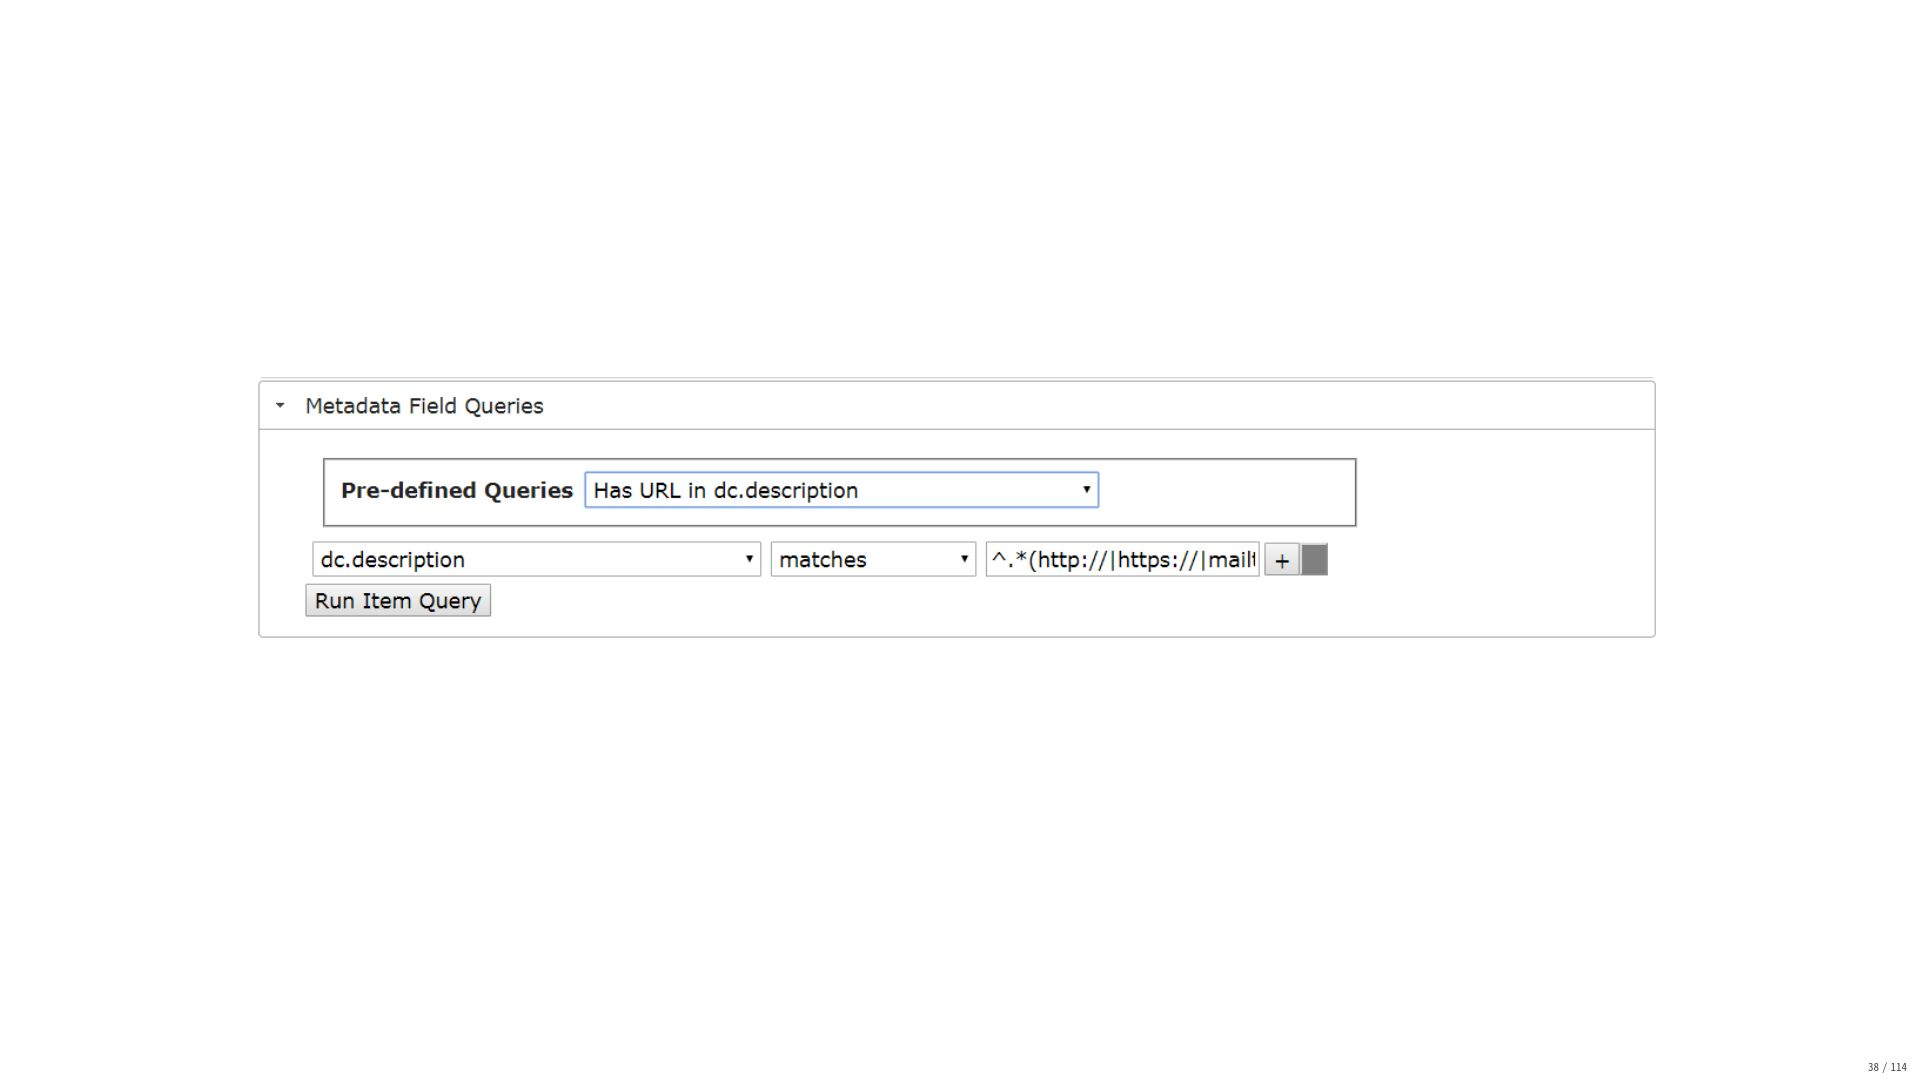 Metadata Field Queries
Pre-defined Queries Has URL in dc.description
dc.description matches ^.*(http://|https://|mailt +
Run Item Query
38 / 114